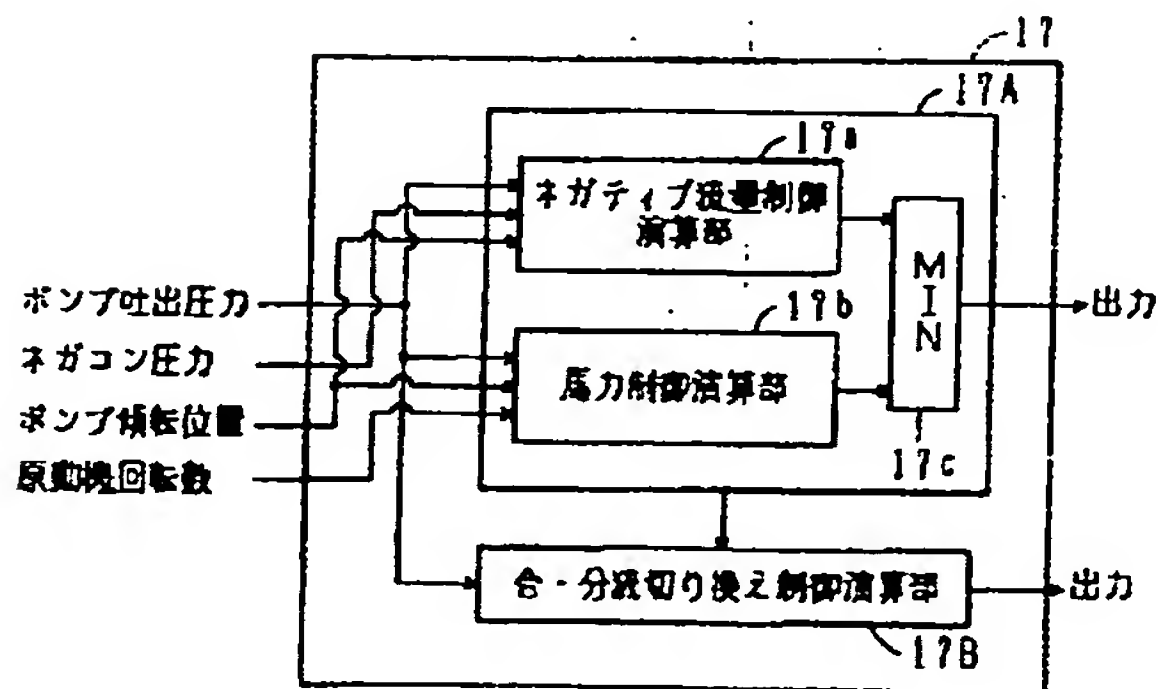 17
17A
17a
ネガティブ流量制御
演算部
MIN
17c
17b
馬力制御演算部
ポンプ吐出圧力
ネガコン圧力
ポンプ傾転位置
原動機回転数
出力
合・分流切り換え制御演算部
17B
出力